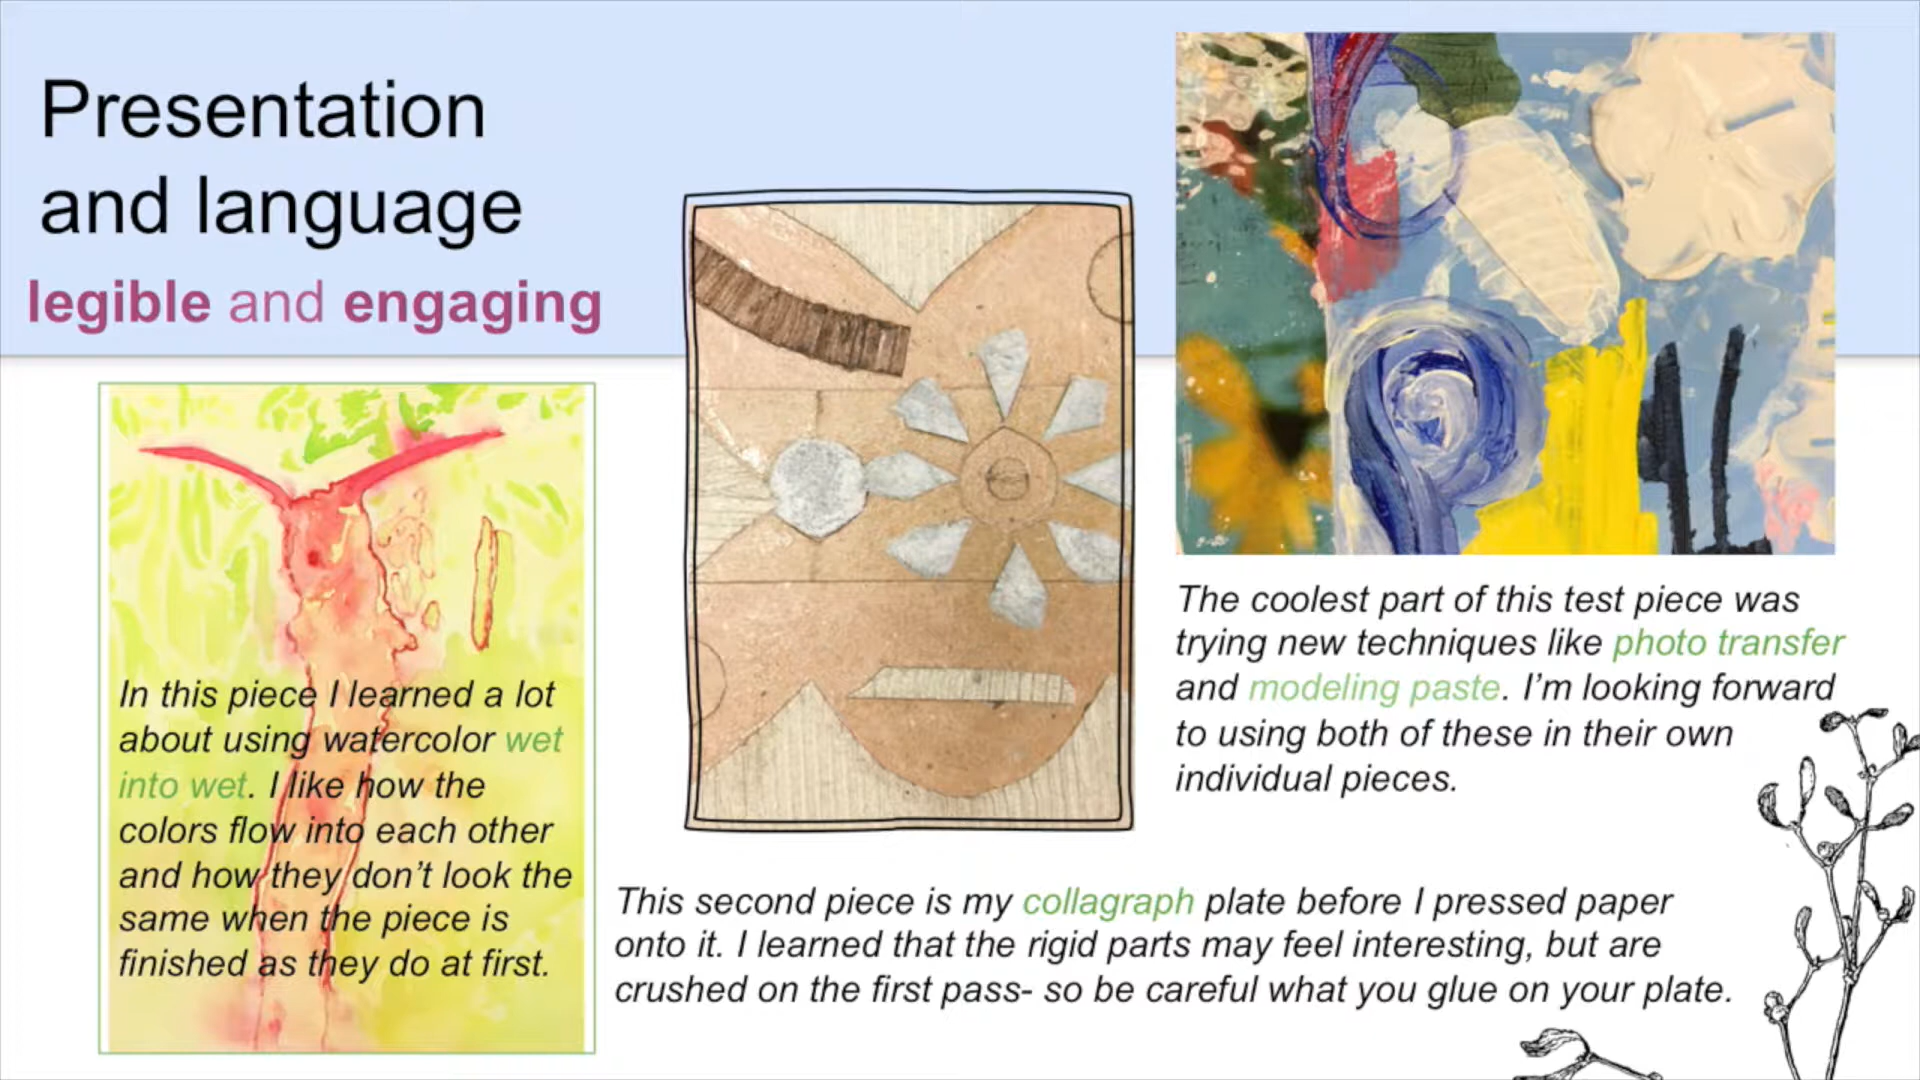 Presentation
and language
legible and engaging
In this piece I learned a lot
about using watercolor wet
into wet. I like how the
colors flow into each other
and how they don't look the
same when the piece is
finished as they do at first.
This second piece is my collagraph plate before I pressed paper
onto it. I learned that the rigid parts may feel interesting, but are
crushed on the first pass- so be careful what you glue on your plate.
The coolest part of this test piece was
trying new techniques like photo transfer
and modeling paste. I'm looking forward
to using both of these in their own
individual pieces.